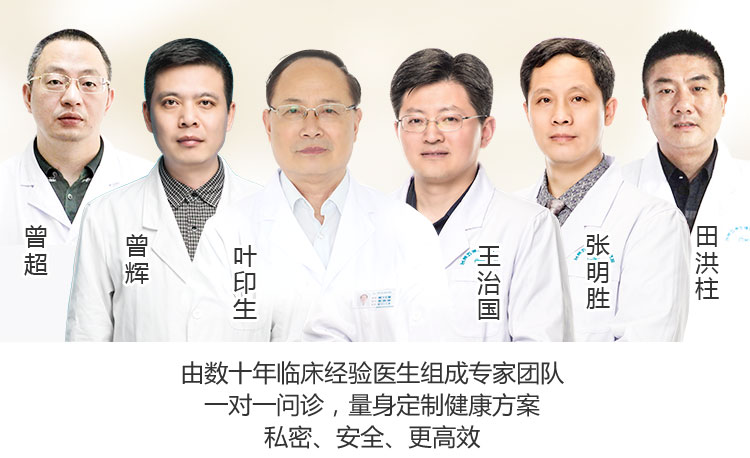 曾超
曾辉
叶印生
王治国
张明胜
田洪柱
由数十年临床经验医生组成专家团队
一对一问诊，量身定制健康方案
私密、安全、更高效